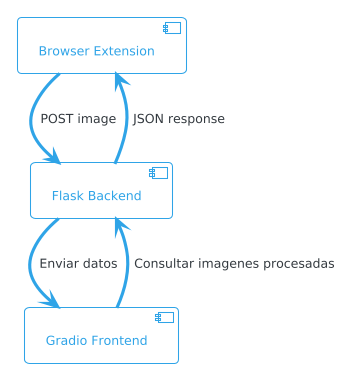 Browser Extension
POST image
JSON response
Flask Backend
Enviar datos
Consultar imagenes procesadas
Gradio Frontend